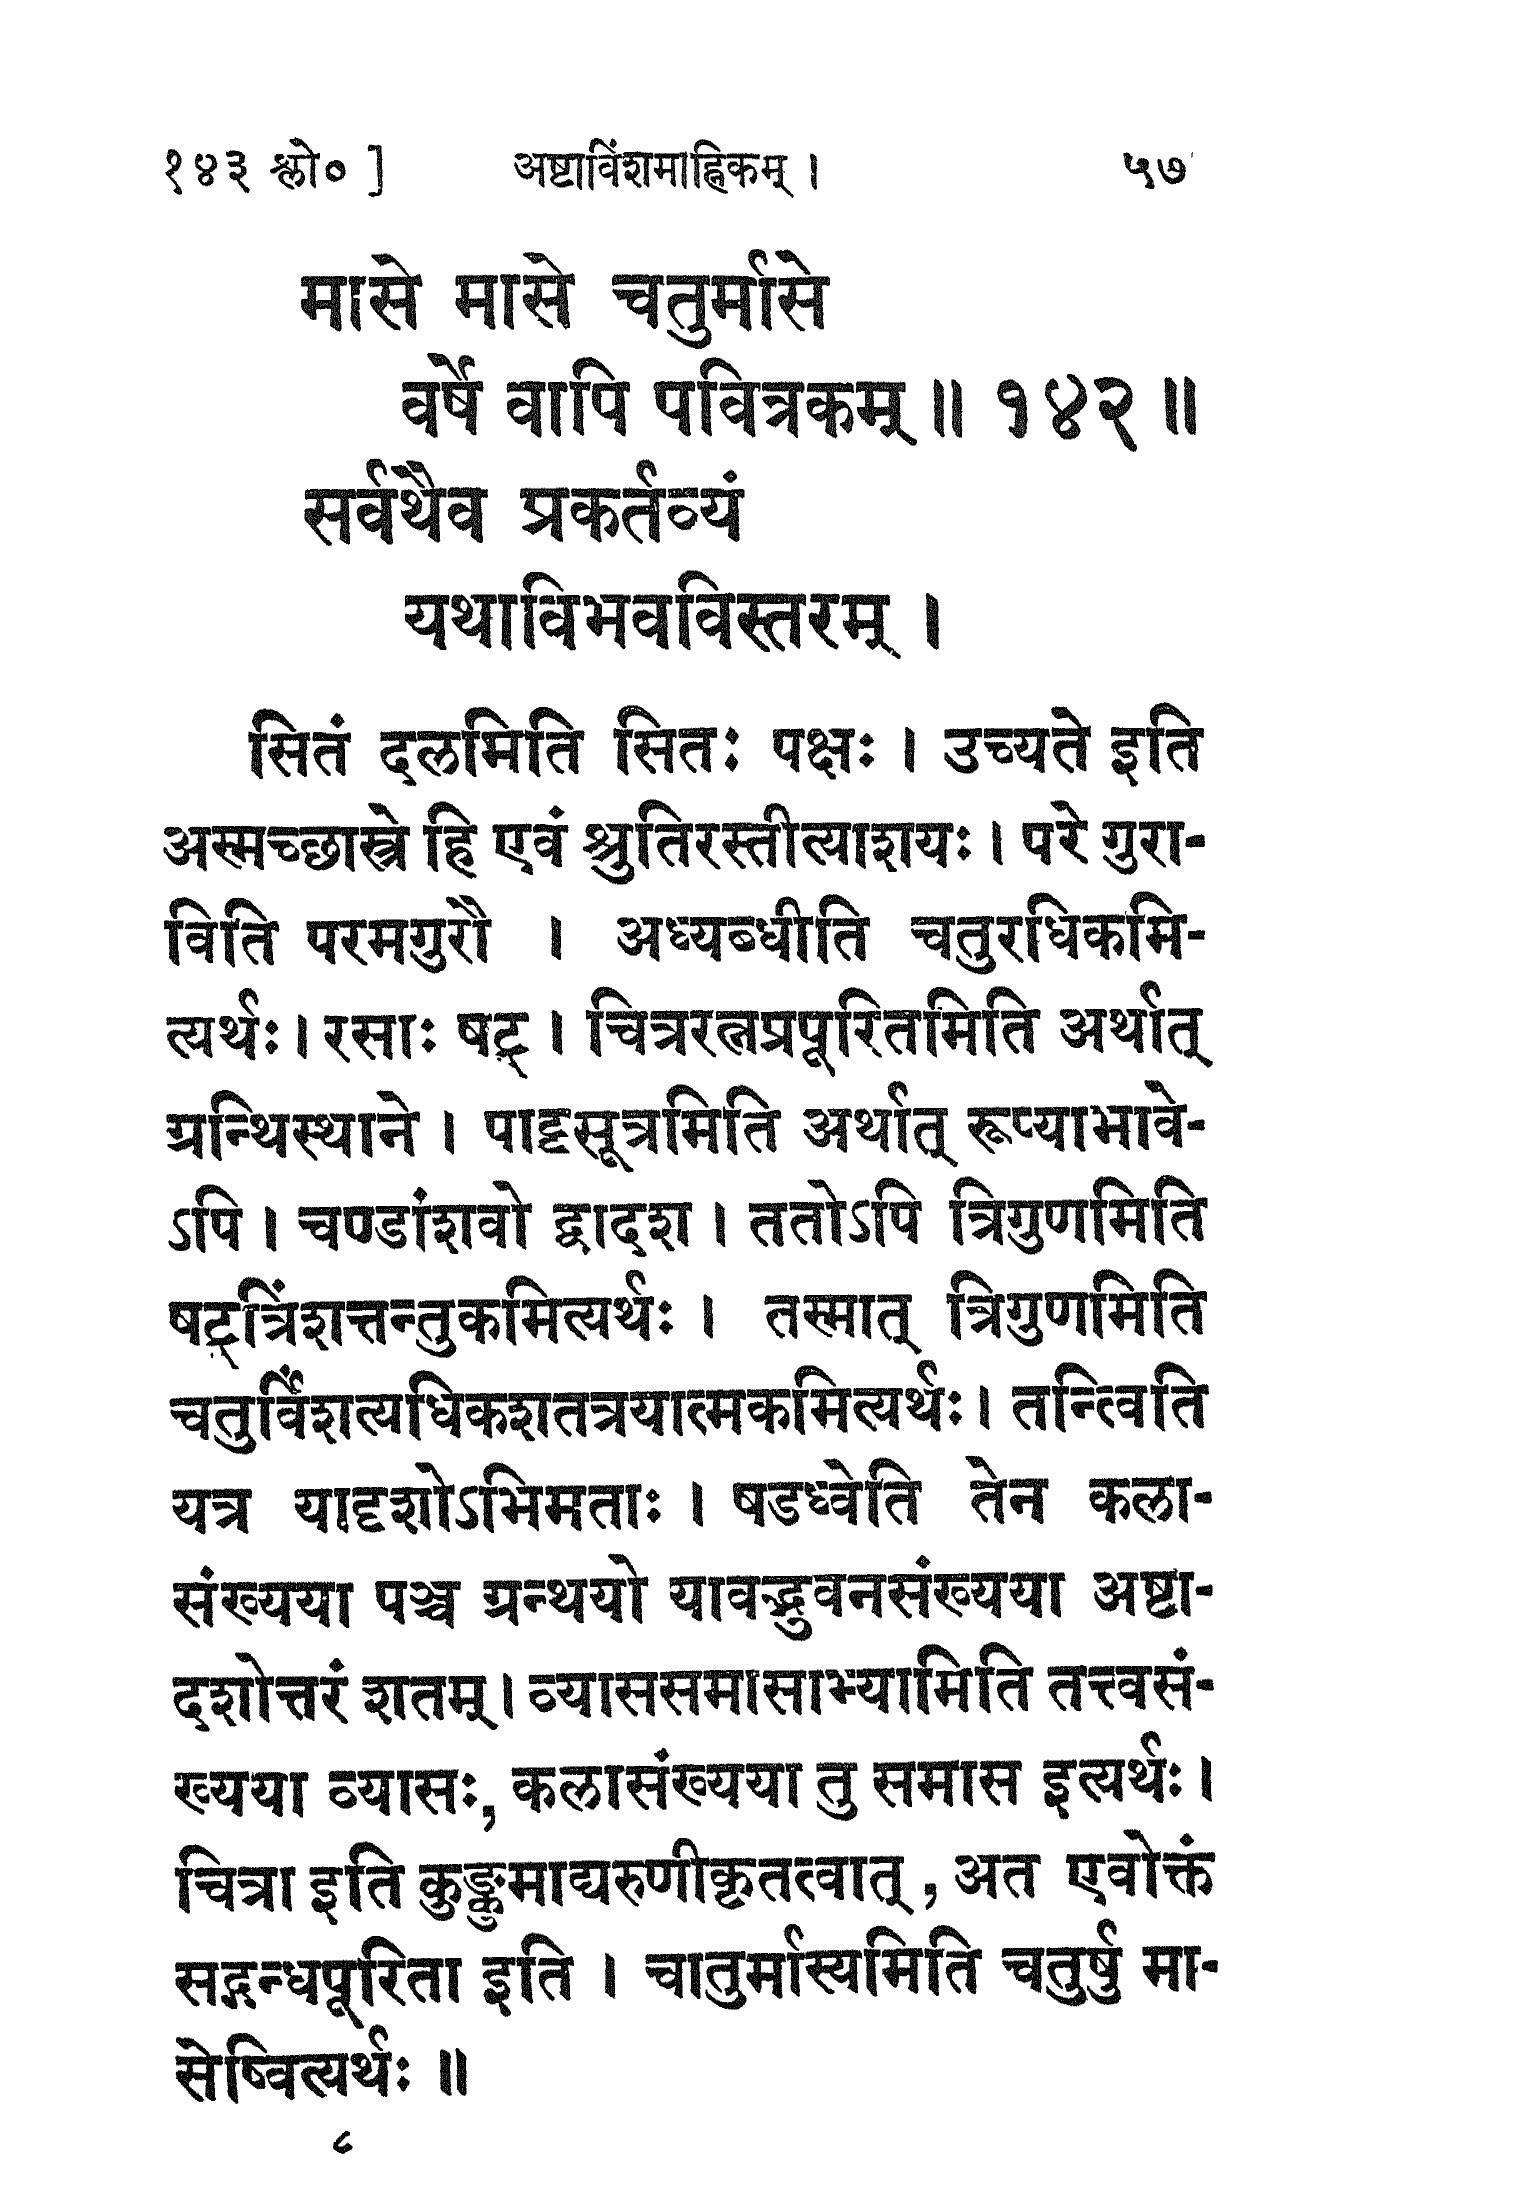 १४३ श्लो० ] अष्टाविंशमाह्निकम् । ५७
मासे मासे चतुर्मासे
वर्षे वापि पवित्रकम् ॥ १४२ ॥
सर्वथैव प्रकर्तव्यं
यथाविभवविस्तरम् ।
सितं दलमिति सितः पक्षः । उच्यते इति
अस्मच्छास्त्रे हि एवं श्रुतिरस्तीत्याशयः । परे गुरा-
विति परमगुरौ । अध्यब्धीति चतुरधिकमि-
त्यर्थः । रसाः षट् । चित्ररत्नप्रपूरितमिति अर्थात्
ग्रन्थिस्थाने । पाट्टसूत्रमिति अर्थात् रूप्याभावे-
ऽपि । चण्डांशवो द्वादश । ततोऽपि त्रिगुणमिति
षट्त्रिंशत्तन्तुकमित्यर्थः । तस्मात् त्रिगुणमिति
चतुर्विंशत्यधिकशतत्रयात्मकमित्यर्थः । तन्त्विति
यत्र यादृशोऽभिमताः । षडध्वेति तेन कला-
संख्यया पञ्च ग्रन्थयो यावद्भुवनसंख्यया अष्टा-
दशोत्तरं शतम् । व्याससमासाभ्यामिति तत्त्वसं-
ख्यया व्यासः, कलासंख्यया तु समास इत्यर्थः ।
चित्रा इति कुङ्कुमाद्यरुणीकृतत्वात्, अत एवोक्तं
सद्गन्धपूरिता इति । चातुर्मास्यमिति चतुर्षु मा-
सेष्वित्यर्थः ॥
८